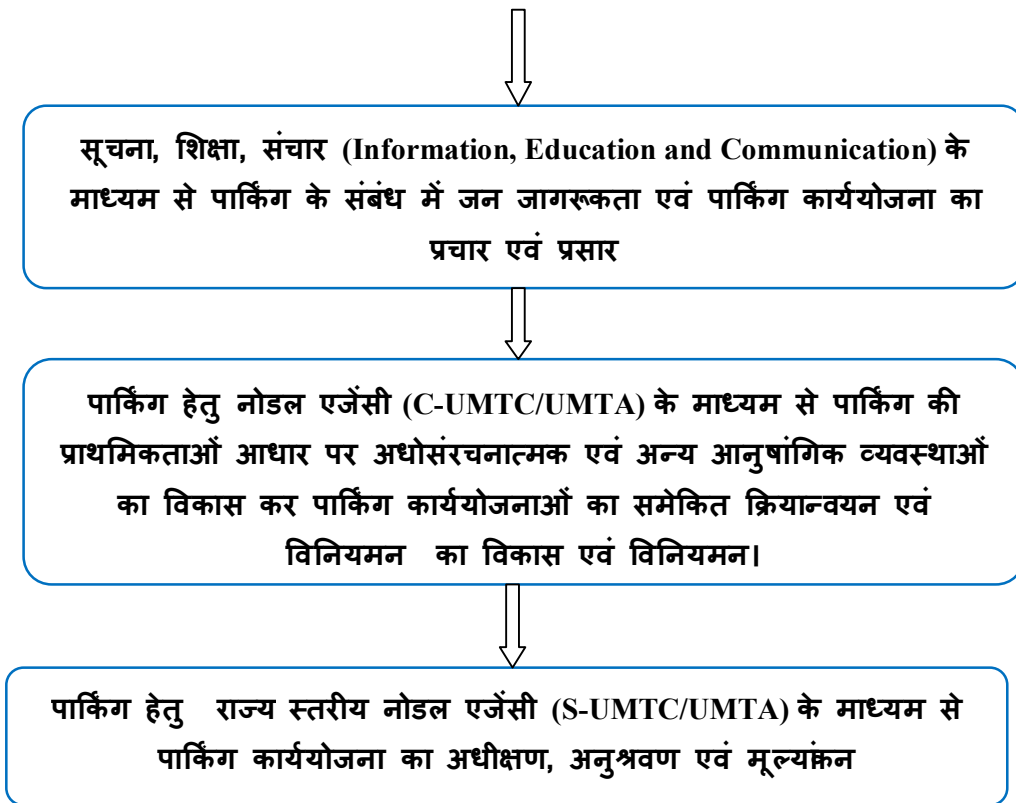 सूचना, शिक्षा, संचार (Information, Education and Communication) के
माध्यम से पार्किंग के संबंध में जन जागरूकता एवं पार्किंग कार्ययोजना का
प्रचार एवं प्रसार
पार्किंग हेतु नोडल एजेंसी (C-UMTC/UMTA) के माध्यम से पार्किंग की
प्राथमिकताओं आधार पर अधोसंरचनात्मक एवं अन्य आनुषांगिक व्यवस्थाओं
का विकास कर पार्किंग कार्ययोजनाओं का समेकित क्रियान्वयन एवं
विनियमन का विकास एवं विनियमन।
पार्किंग हेतु राज्य स्तरीय नोडल एजेंसी (S-UMTC/UMTA) के माध्यम से
पार्किंग कार्ययोजना का अधीक्षण, अनुश्रवण एवं मूल्यांकन